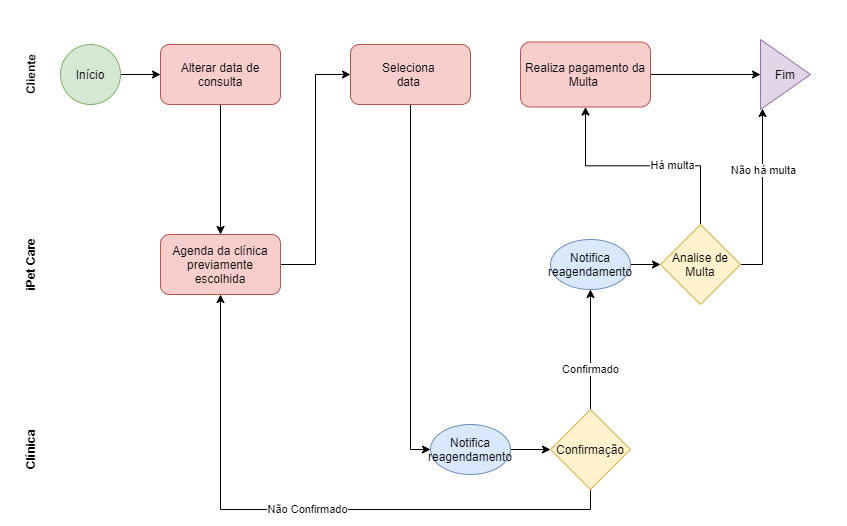 Cliente
Início
Alterar data de
consulta
Seleciona
data
Realiza pagamento da
Multa
Fim
Há multa
Não há multa
iPet Care
Agenda da clínica
previamente
escolhida
Notifica
reagendamento
Analise de
Multa
Confirmado
Clínica
Notifica
reagendamento
Confirmação
Não Confirmado